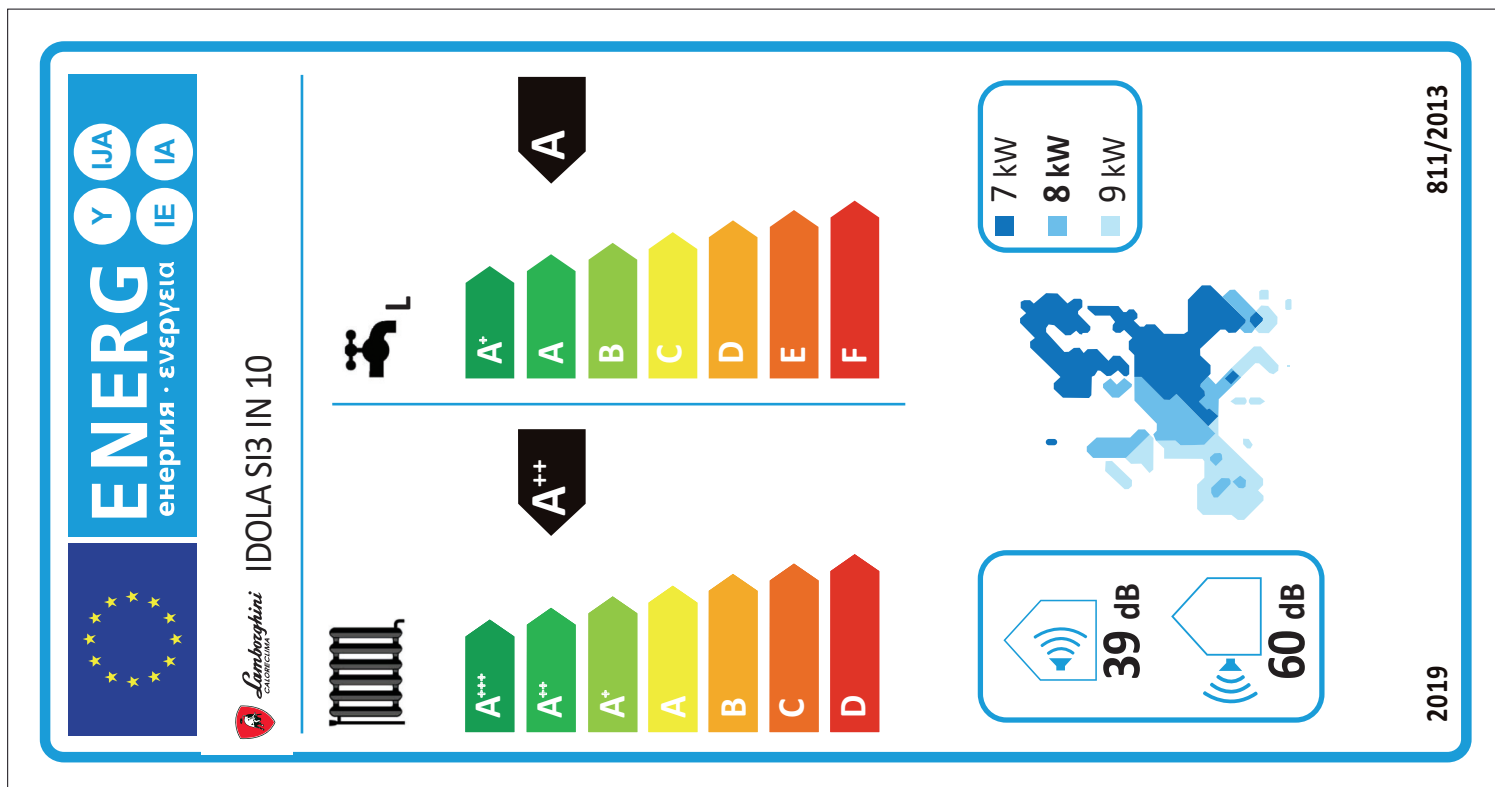 ENERG
енергия · ενεργεια
Y
IJA
IE
IA
Lamborghini
CALORECLIMA
IDOLA SI3 IN 10
A+++
A++
A+
A
B
C
D
A++
L
A+
A
B
C
D
E
F
A
39 dB
60 dB
7 kW
8 kW
9 kW
2019
811/2013